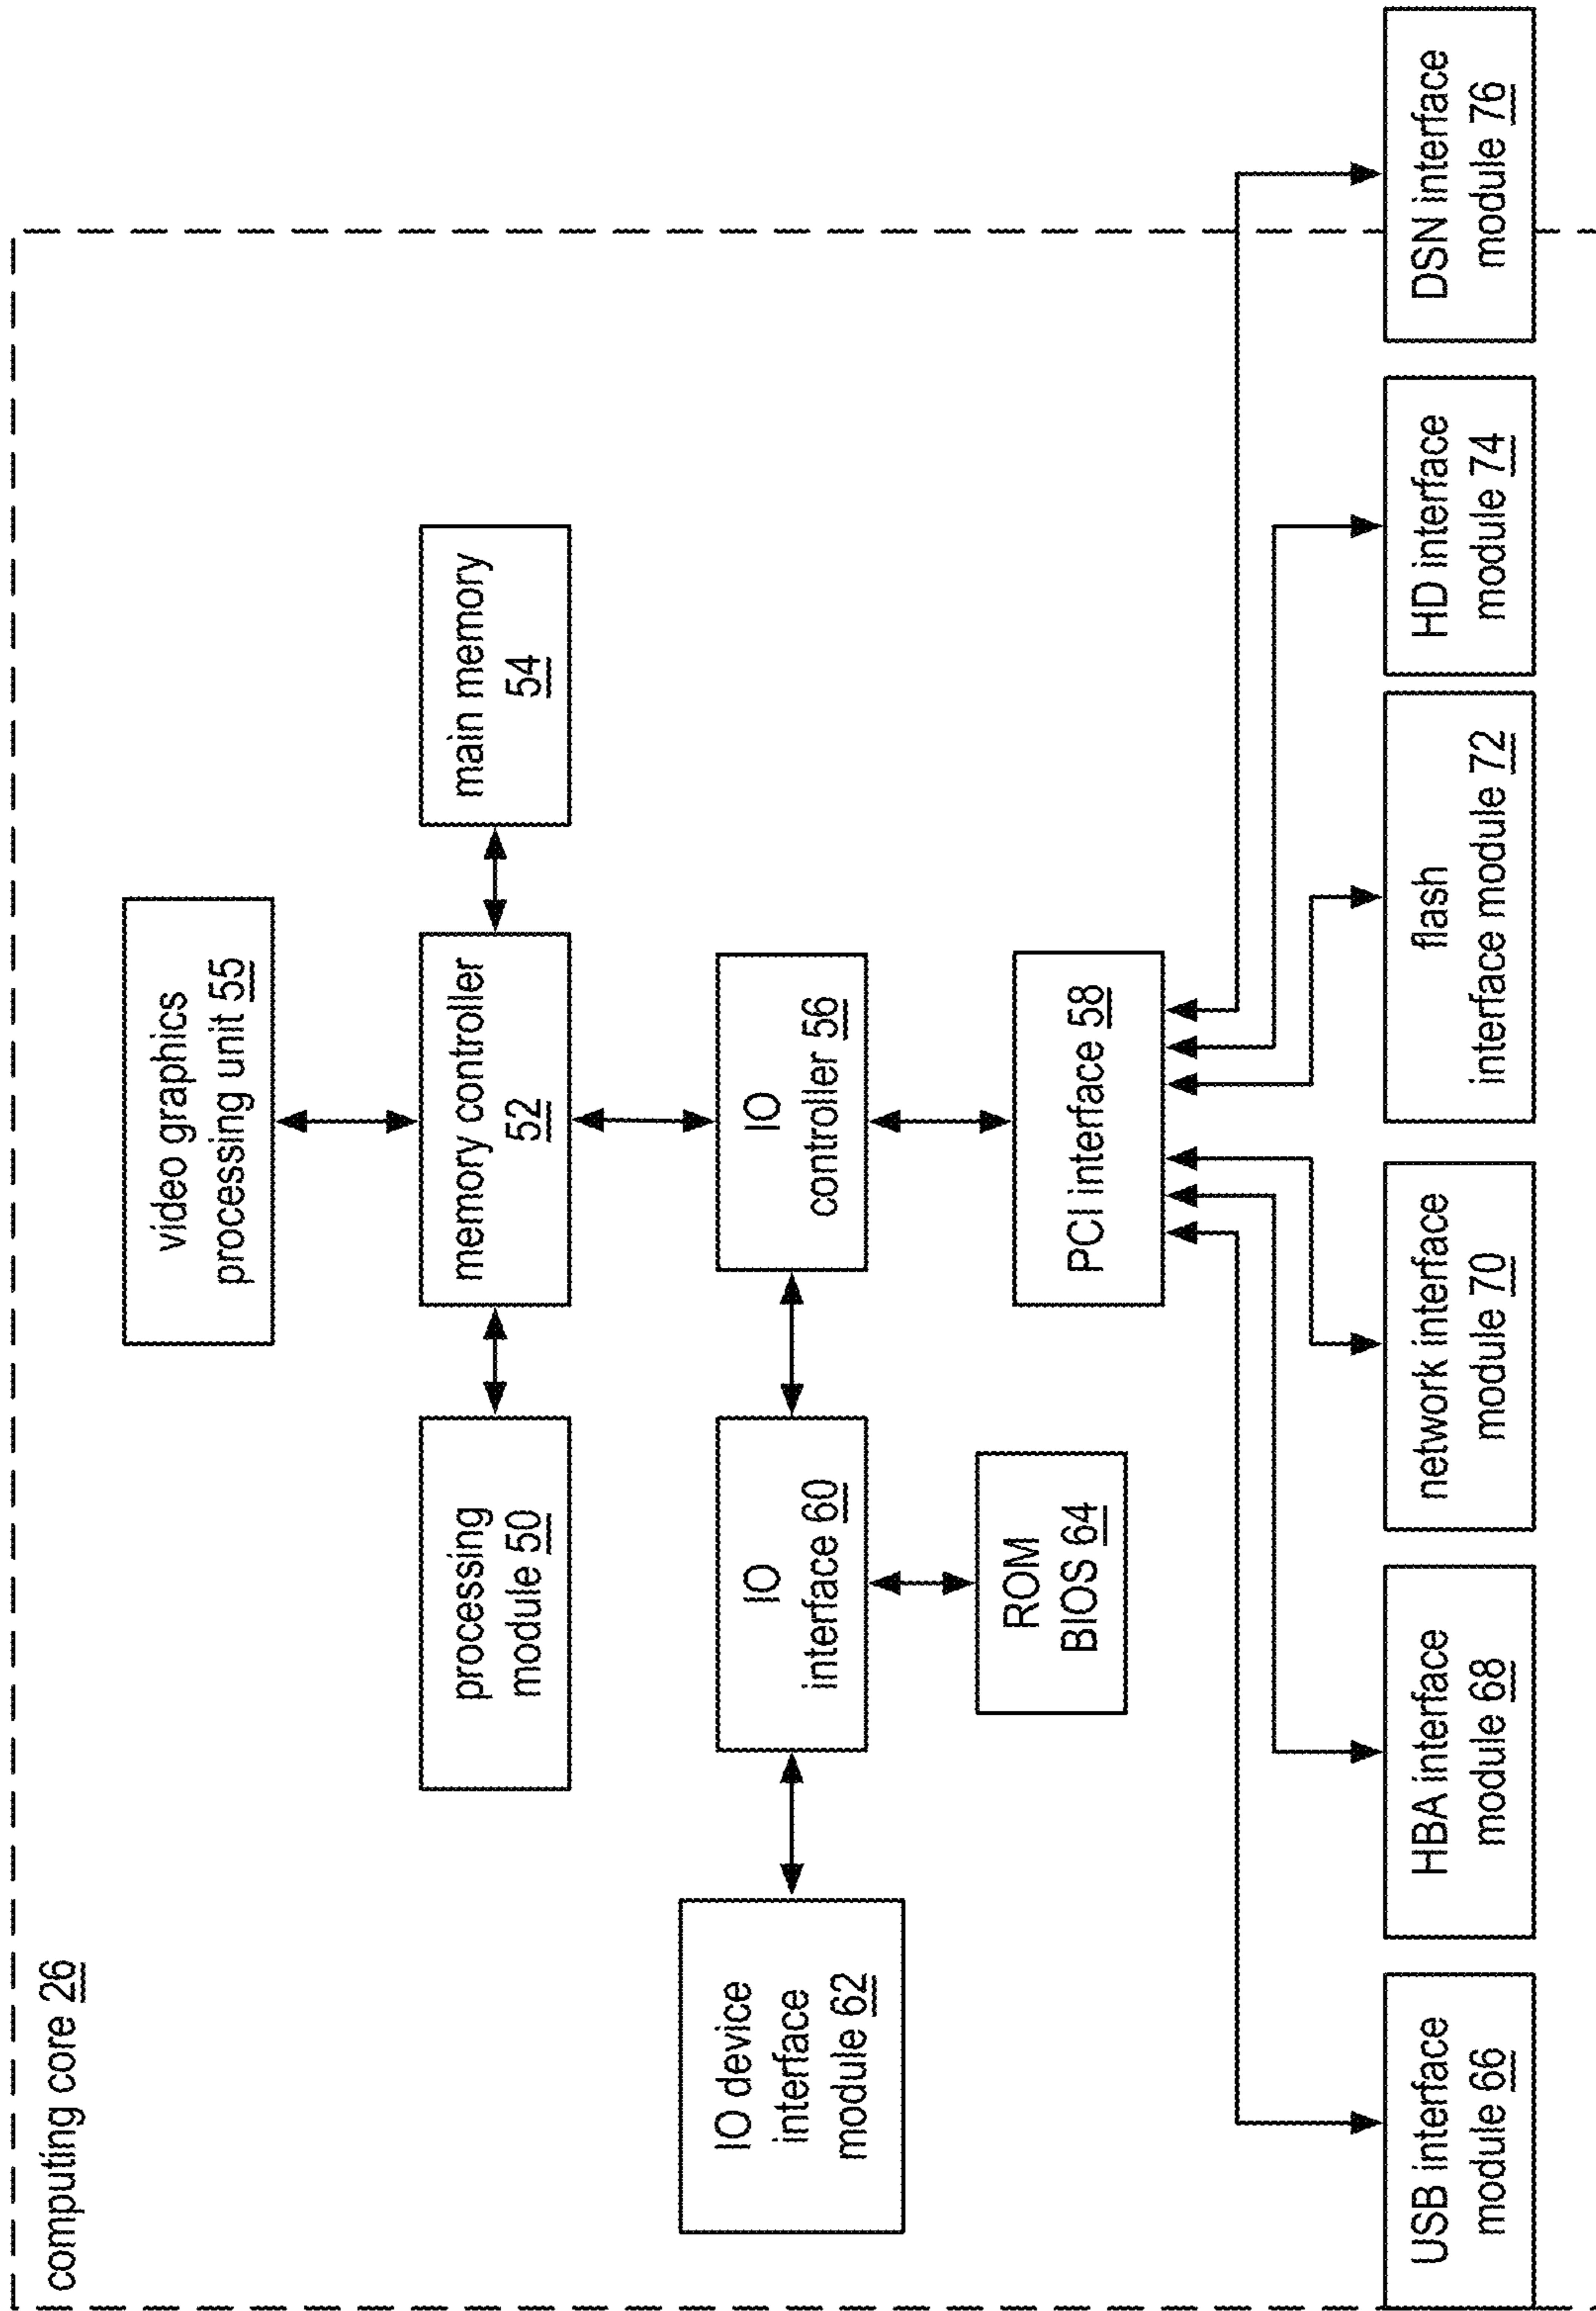 computing core 26
video graphics
processing unit 55
processing
module 50
memory controller
52
main memory
54
IO device
interface
module 62
IO
interface 60
IO
controller 56
ROM
BIOS 64
PCI interface 58
USB interface
module 66
HBA interface
module 68
network interface
module 70
flash
interface module 72
HD interface
module 74
DSN interface
module 76